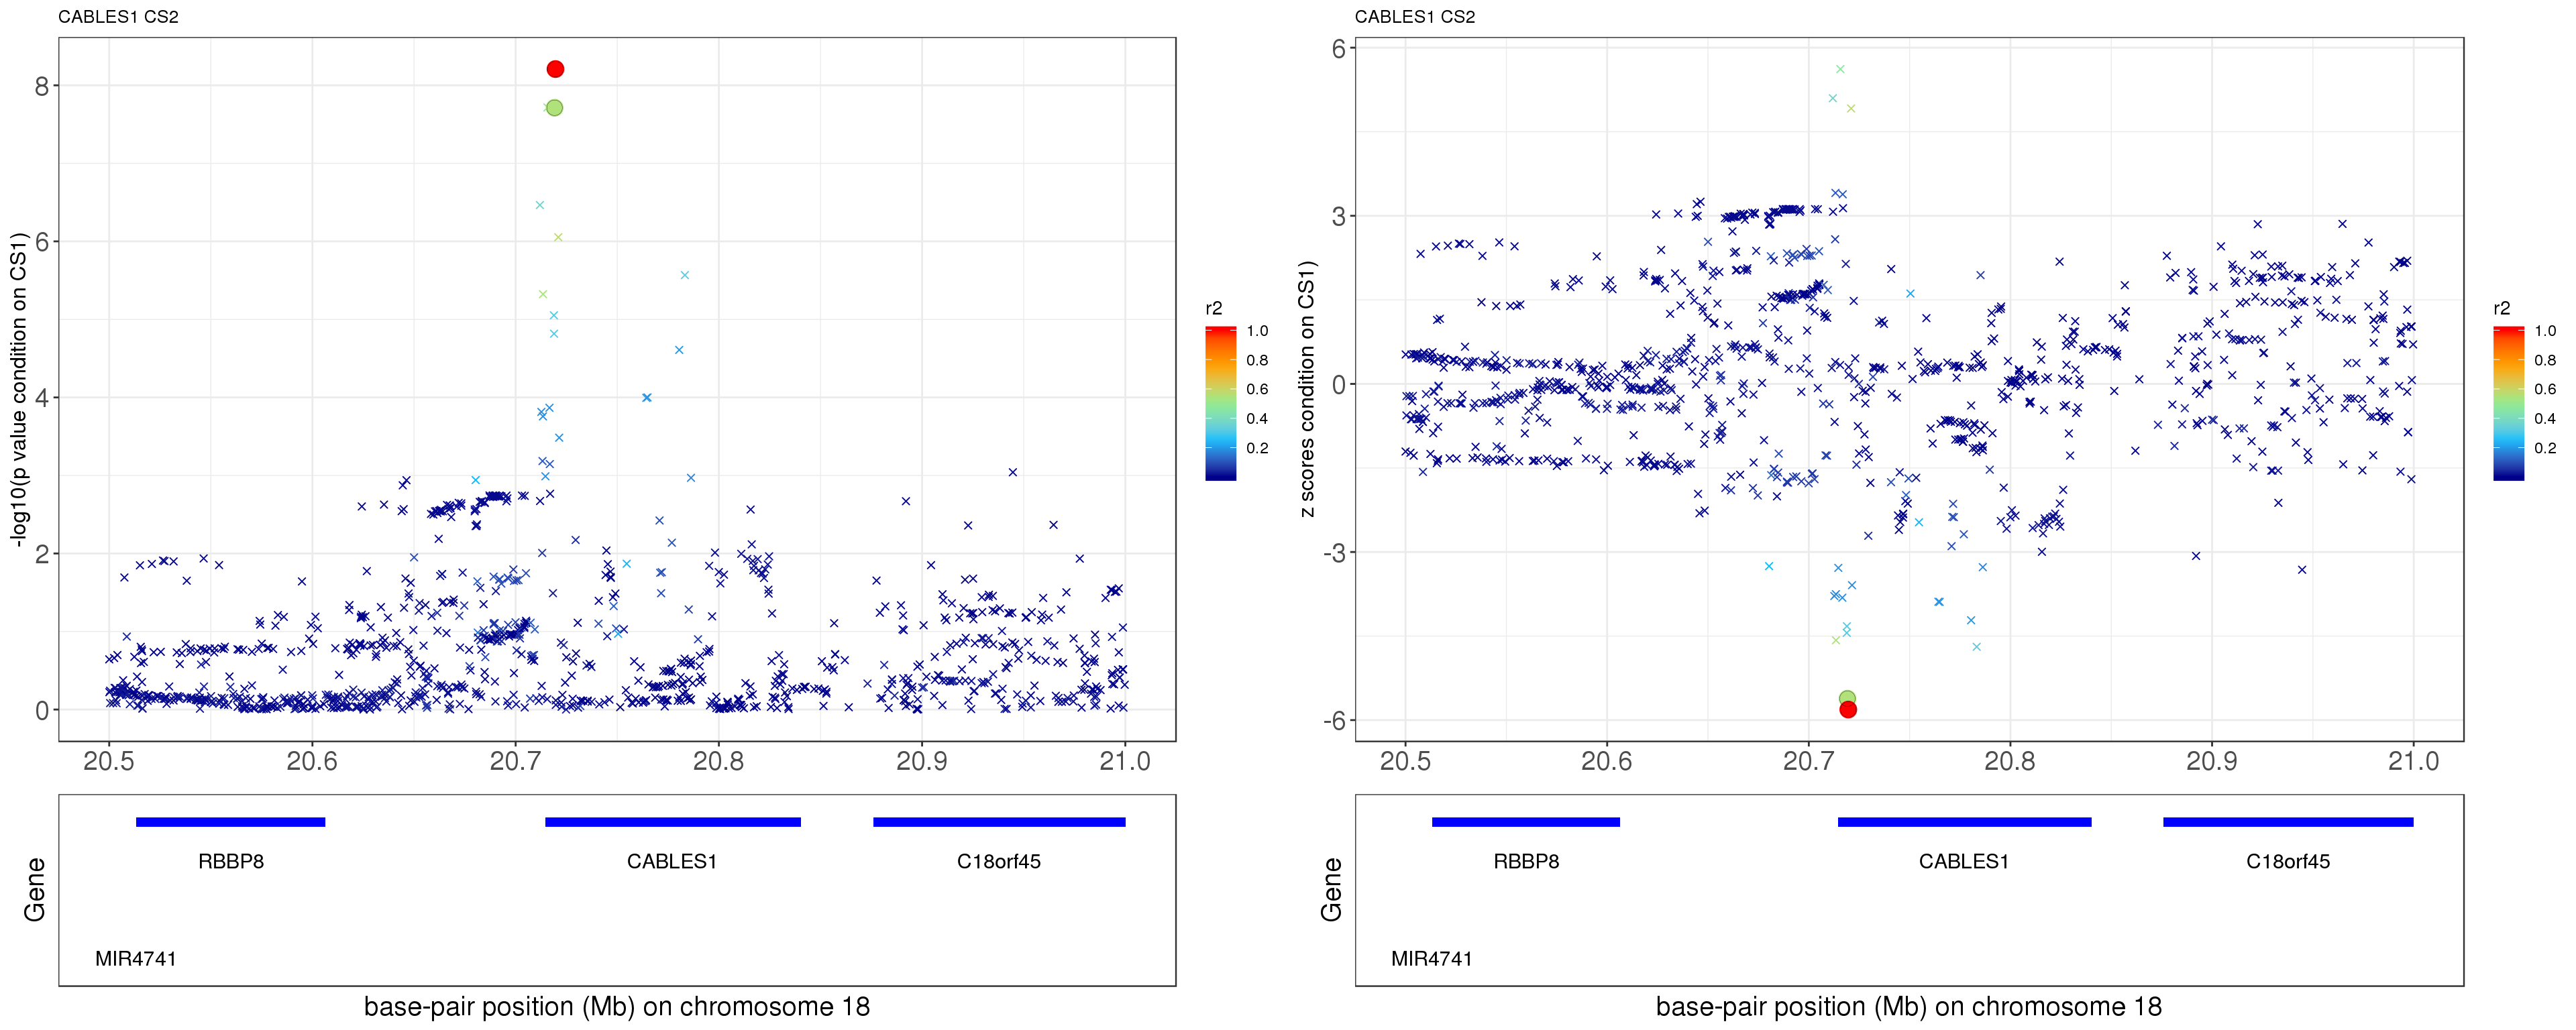 CABLES1 CS2
-log10(p value condition on CS1)
8
6
4
2
0
20.5 20.6 20.7 20.8 20.9 21.0
r2
1.0
0.8
0.6
0.4
0.2
Gene
RBBP8 CABLES1 C18orf45
MIR4741
base-pair position (Mb) on chromosome 18
CABLES1 CS2
z scores condition on CS1)
6
3
0
-3
-6
20.5 20.6 20.7 20.8 20.9 21.0
r2
1.0
0.8
0.6
0.4
0.2
Gene
RBBP8 CABLES1 C18orf45
MIR4741
base-pair position (Mb) on chromosome 18